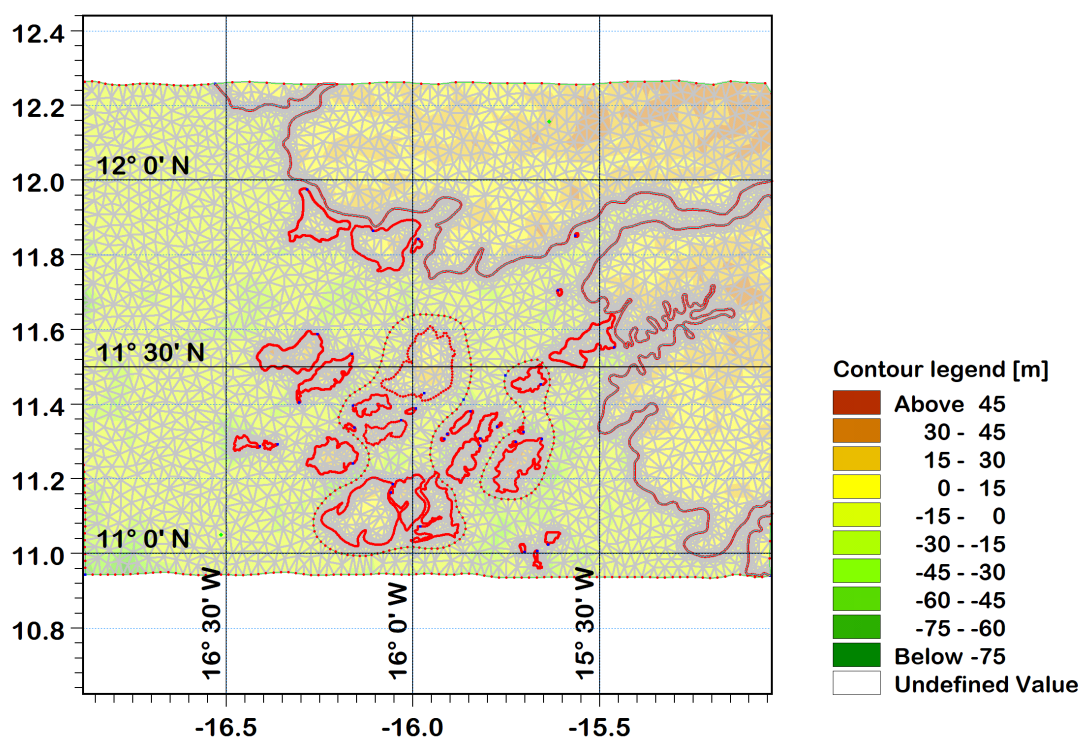 12.4
12.2
12° 0' N
12.0
11.8
11.6
11° 30' N
11.4
11.2
11° 0' N
11.0
10.8
16° 30' W
16° 0' W
15° 30' W
-16.5
-16.0
-15.5
Contour legend [m]
Above 45
30 - 45
15 - 30
0 - 15
-15 - 0
-30 - -15
-45 - -30
-60 - -45
-75 - -60
Below -75
Undefined Value